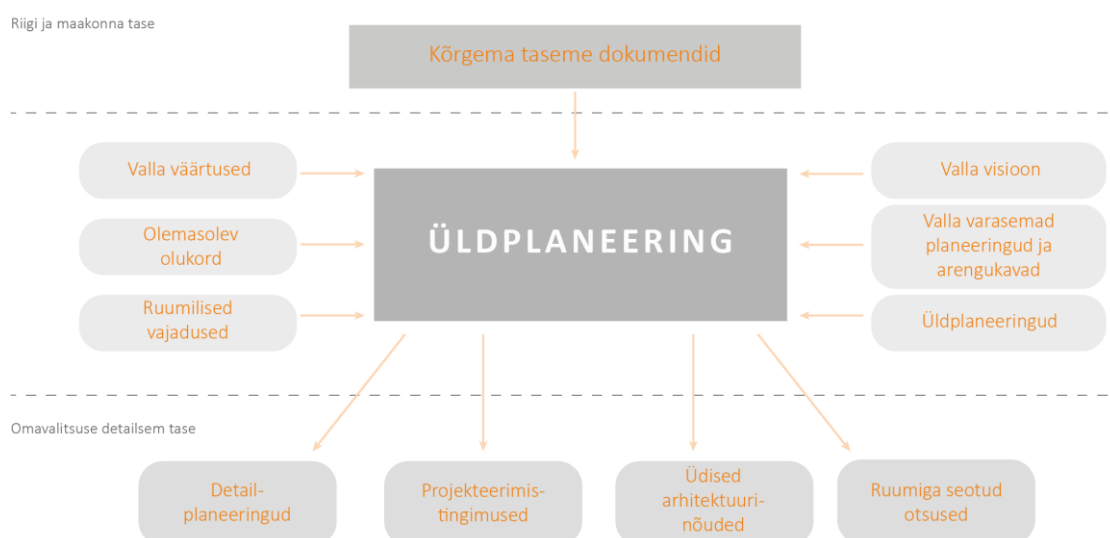 Riigi ja maakonna tase
Kõrgema taseme dokumendid
Valla väärtused
Olemasolev
olukord
Ruumilised
vajadused
ÜLDPLANEERING
Valla visioon
Valla varasemad
planeeringud ja
arengukavad
Üldplaneeringud
Omavalitsuse detailsem tase
Detail-
planeeringud
Projekteerimis-
tingimused
Üdised
arhitektuuri-
nõuded
Ruumiga seotud
otsused